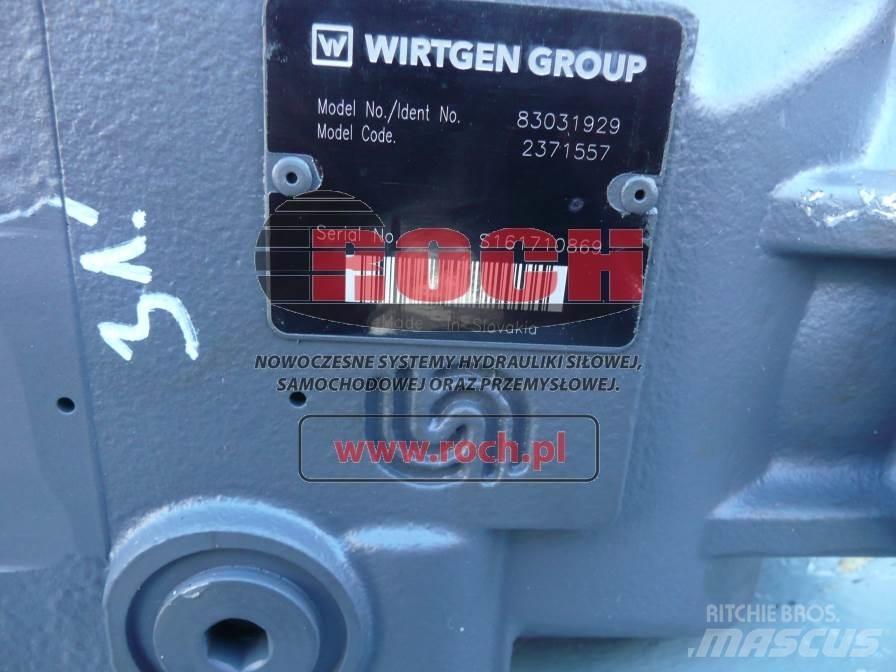 W WIRTGEN GROUP
Model No./Ident No. 83031929
Model Code. 2371557
Serial No. S161710869
ROCH
Made in Slovakia
NOWOCZESNE SYSTEMY HYDRAULIKI SIŁOWEJ,
SAMOCHODOWEJ ORAZ PRZEMYSŁOWEJ.
www.roch.pl
RITCHIE BROS.
MASCUS